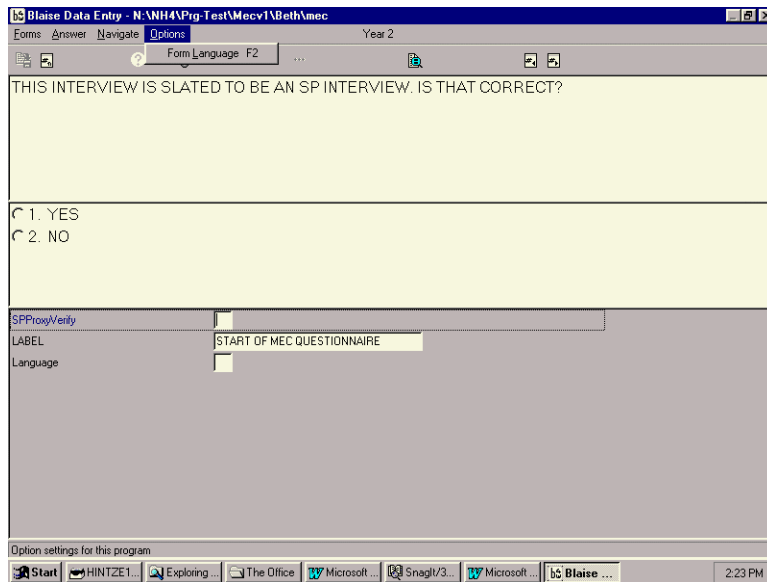 Blaise Data Entry - N:\NH4\Prg-Test\Mecv1\Beth\mec
Forms Answer Navigate Options Year 2
Form Language F2
...
THIS INTERVIEW IS SLATED TO BE AN SP INTERVIEW. IS THAT CORRECT?
1. YES
2. NO
SPProxyVerify
LABEL START OF MEC QUESTIONNAIRE
Language
Option settings for this program
Start HINTZE1... Exploring ... The Office Microsoft ... SnagIt/3... Microsoft ... Blaise ... 2:23 PM